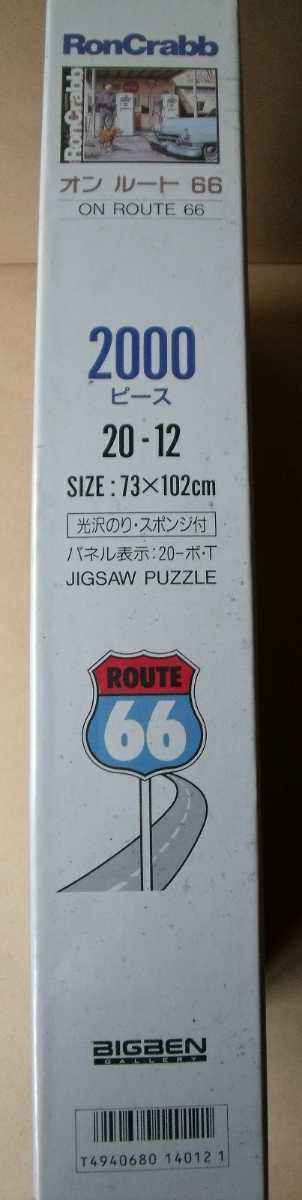 RonCrabb
RonCrabb
オン ルート 66
ON ROUTE 66
2000
ピース
20-12
SIZE:73×102cm
光沢のり・スポンジ付
パネル表示:20-ボ・T
JIGSAW PUZZLE
ROUTE
66
BIGBEN
GALLERY
T4940680 14012 1